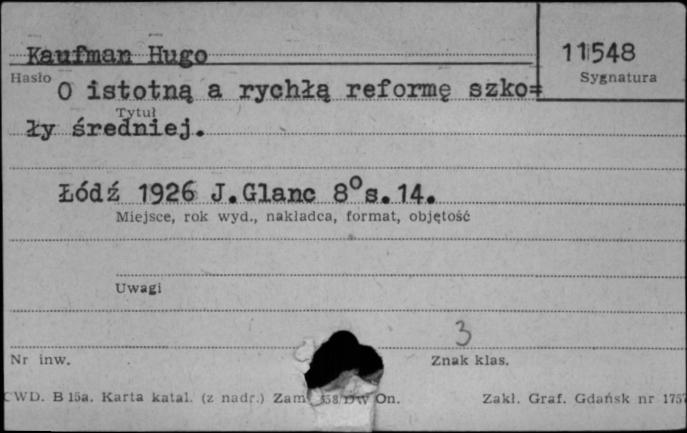 Kaufman Hugo
11548
Hasło
Sygnatura
O istotną a rychłą reformę szko=
Tytuł
ły średniej.
Łódź 1926 J.Glanc 8° s.14.
Miejsce, rok wyd., nakładca, format, objętość
Uwagi
3
Nr inw.
Znak klas.
CWD. B 15a. Karta katal. (z nadr.) Zam 358/DW On.
Zakł. Graf. Gdańsk nr 1757